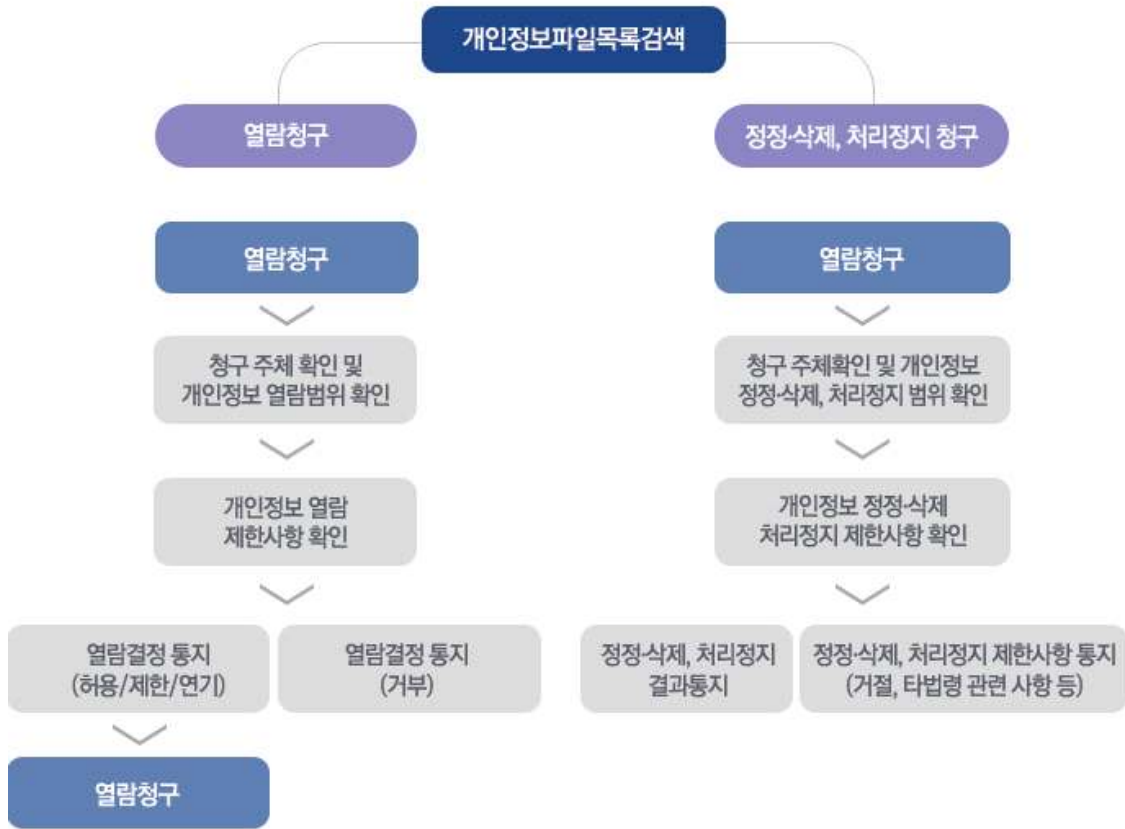 개인정보파일목록검색
열람청구
정정·삭제, 처리정지 청구
열람청구
열람청구
청구 주체 확인 및
개인정보 열람범위 확인
청구 주체확인 및 개인정보
정정·삭제, 처리정지 범위 확인
개인정보 열람
제한사항 확인
개인정보 정정·삭제
처리정지 제한사항 확인
열람결정 통지
(허용/제한/연기)
열람결정 통지
(거부)
정정·삭제, 처리정지
결과통지
정정·삭제, 처리정지 제한사항 통지
(거절, 타법령 관련 사항 등)
열람청구